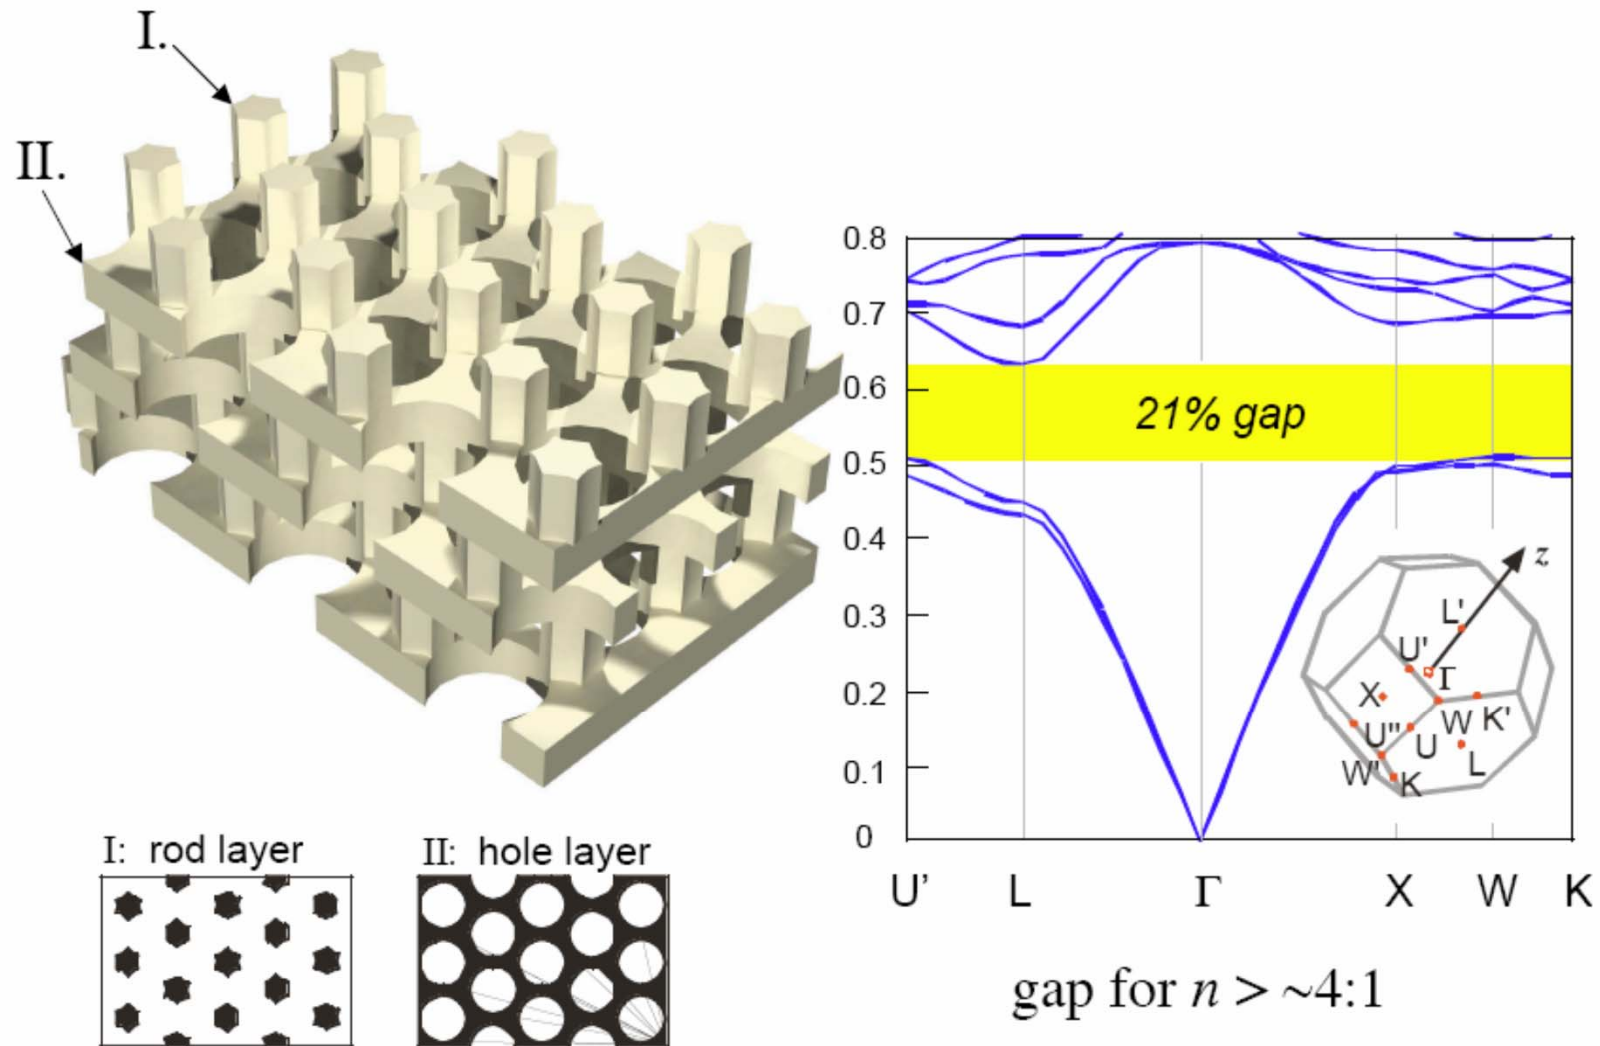 I.
II.
0.8
0.7
0.6
0.5
0.4
0.3
0.2
0.1
0
21% gap
z
L'
U'
Γ
X
W K'
U''
U
W'
L
K
U' L Γ X W K
I: rod layer
II: hole layer
gap for n > ~4:1